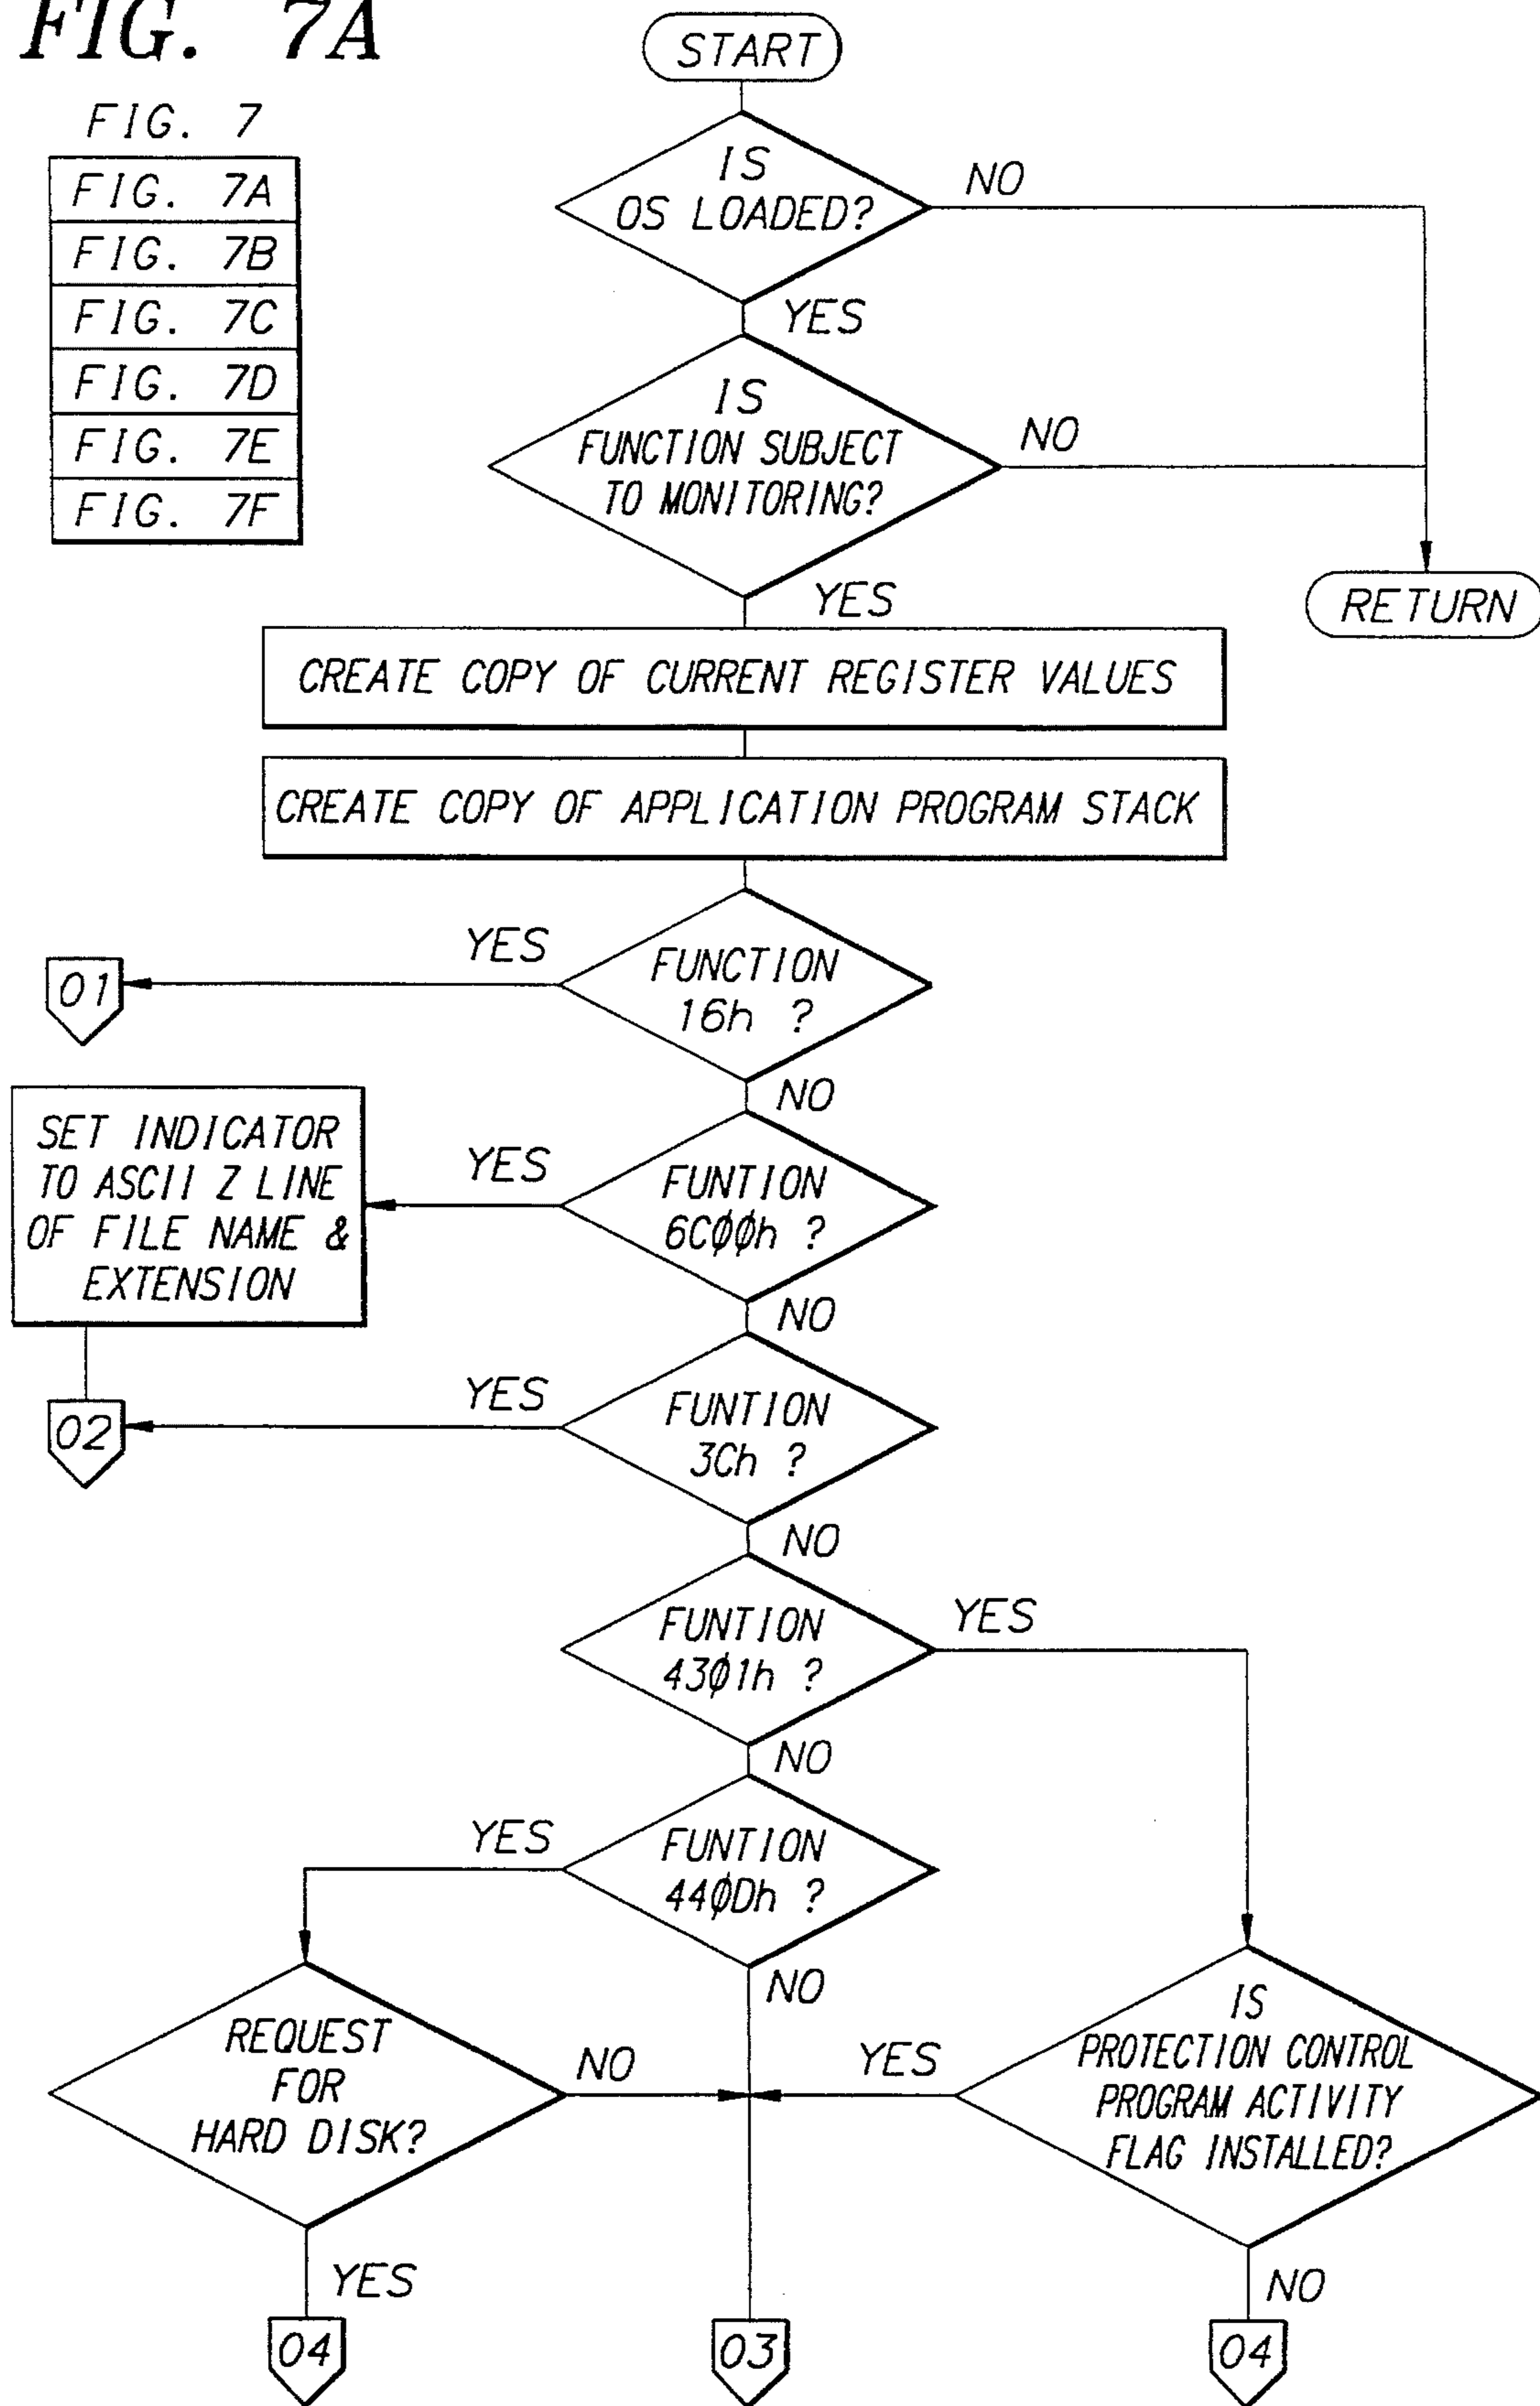 FIG. 7A
FIG. 7
FIG. 7A
FIG. 7B
FIG. 7C
FIG. 7D
FIG. 7E
FIG. 7F
START
IS
OS LOADED?
NO
YES
IS
FUNCTION SUBJECT
TO MONITORING?
NO
YES
RETURN
CREATE COPY OF CURRENT REGISTER VALUES
CREATE COPY OF APPLICATION PROGRAM STACK
FUNCTION
16h ?
YES
01
NO
FUNTION
6CØØh ?
YES
SET INDICATOR
TO ASCII Z LINE
OF FILE NAME &
EXTENSION
NO
FUNTION
3Ch ?
YES
02
NO
FUNTION
43Ø1h ?
YES
NO
FUNTION
44ØDh ?
YES
NO
REQUEST
FOR
HARD DISK?
NO
YES
IS
PROTECTION CONTROL
PROGRAM ACTIVITY
FLAG INSTALLED?
YES
NO
04
03
04